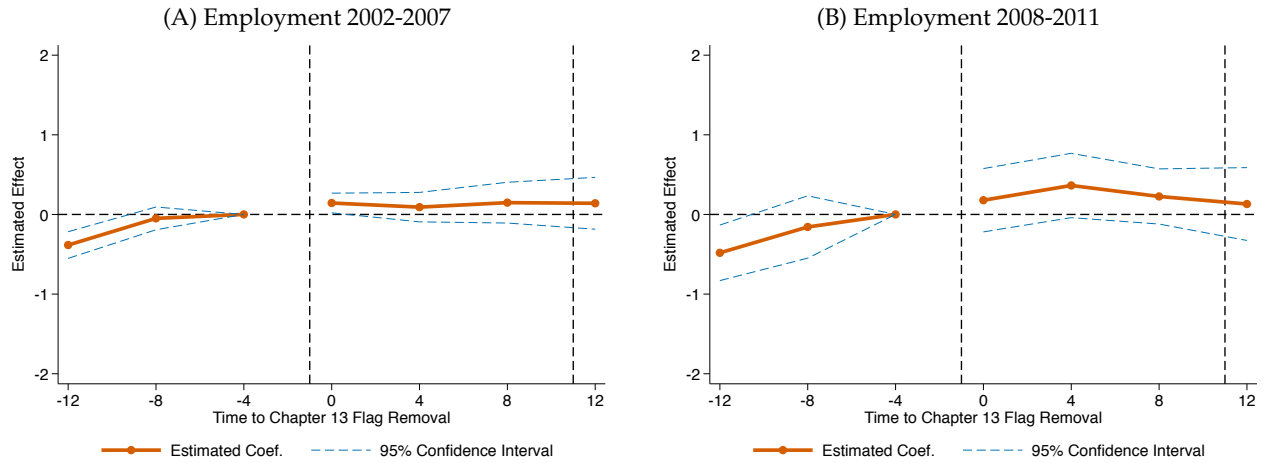 (A) Employment 2002-2007
2
1
0
-1
-2
Estimated Effect
-12 -8 -4 0 4 8 12
Time to Chapter 13 Flag Removal
Estimated Coef. 95% Confidence Interval
(B) Employment 2008-2011
2
1
0
-1
-2
Estimated Effect
-12 -8 -4 0 4 8 12
Time to Chapter 13 Flag Removal
Estimated Coef. 95% Confidence Interval